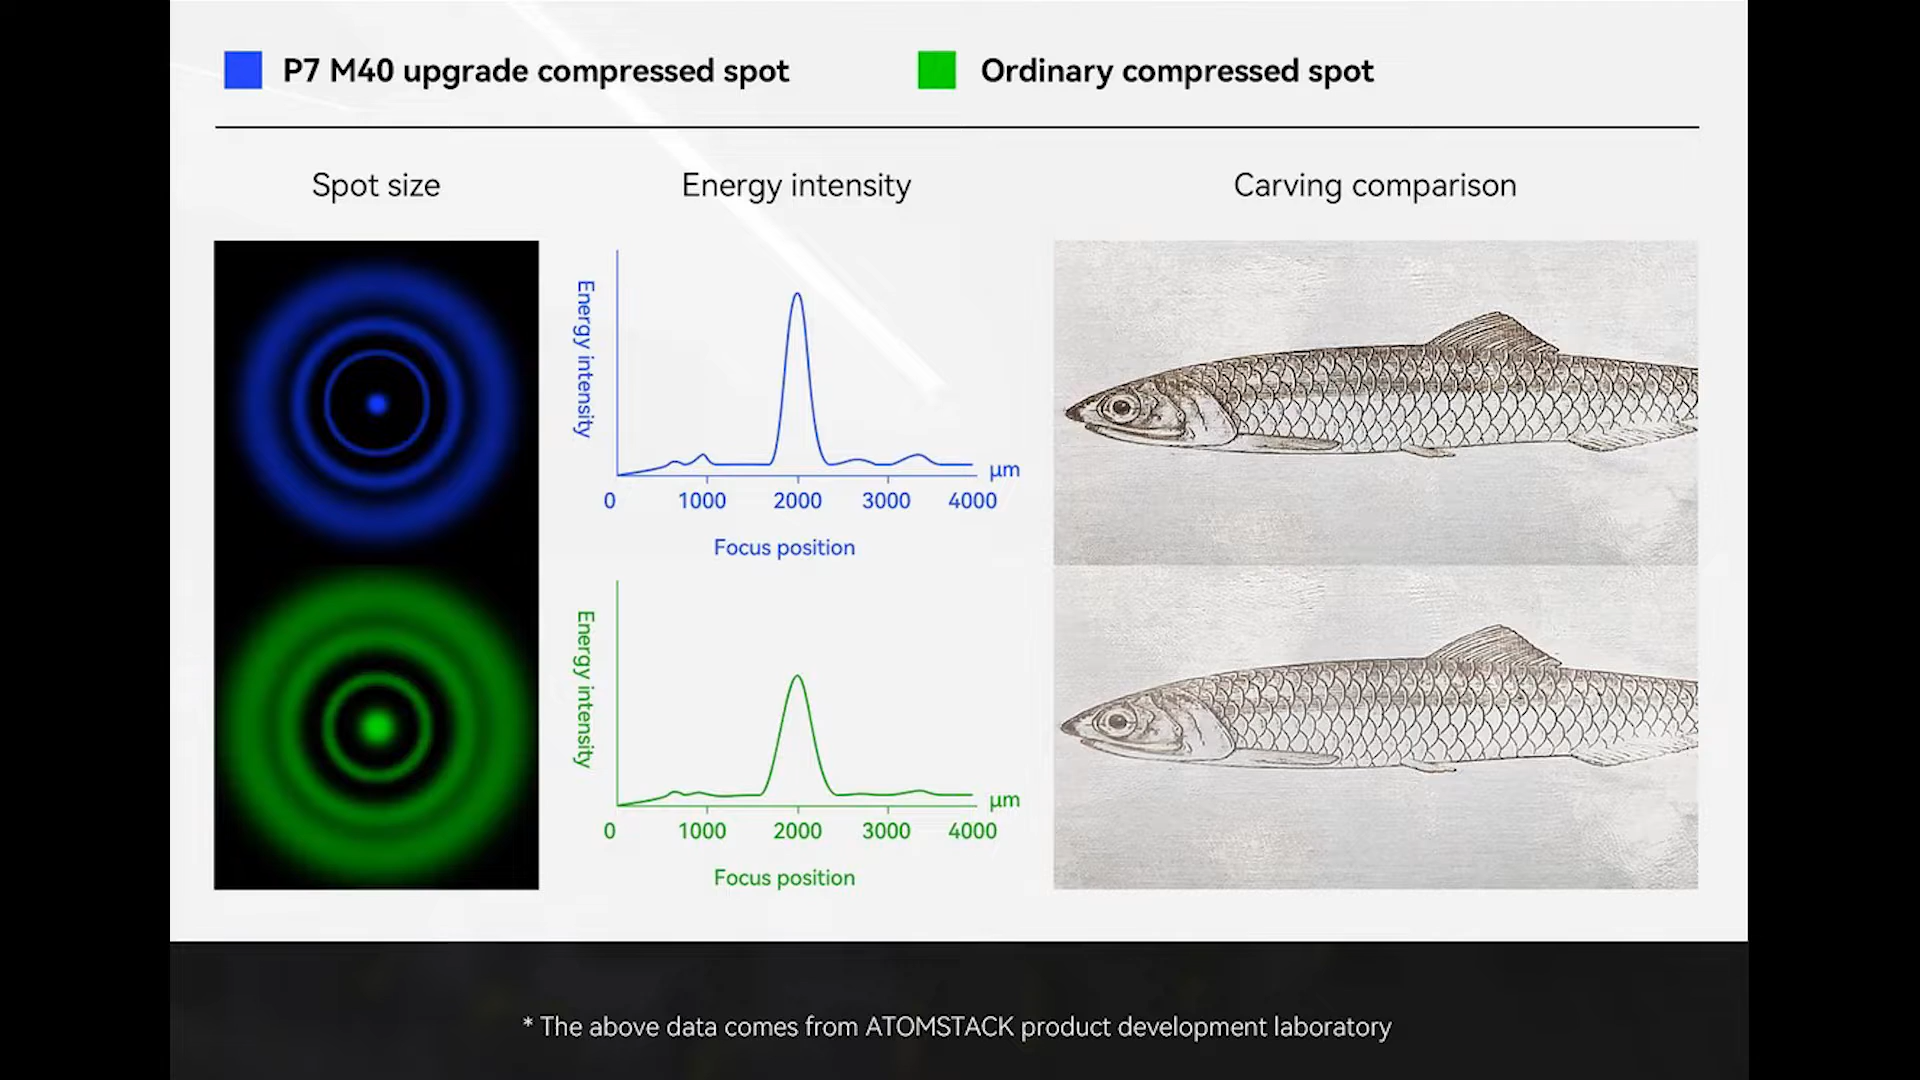 P7 M40 upgrade compressed spot
Ordinary compressed spot
Spot size
Energy intensity
Carving comparison
Energy intensity
µm
0 1000 2000 3000 4000
Focus position
Energy intensity
µm
0 1000 2000 3000 4000
Focus position
* The above data comes from ATOMSTACK product development laboratory